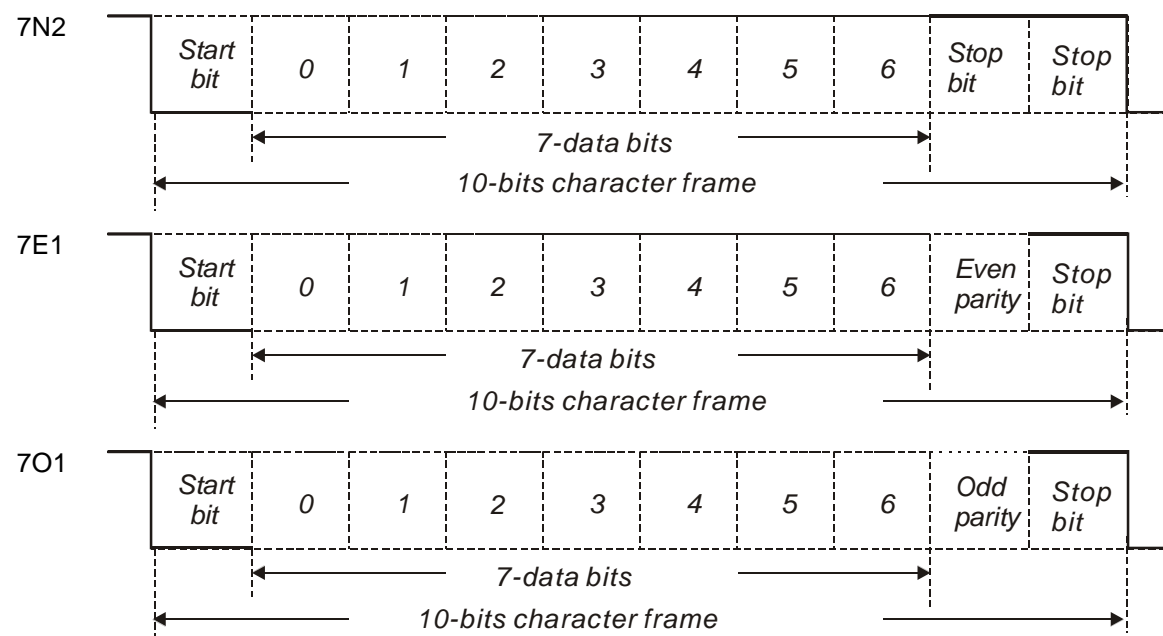 7N2
Start bit 0 1 2 3 4 5 6 Stop bit Stop bit
7-data bits
10-bits character frame
7E1
Start bit 0 1 2 3 4 5 6 Even parity Stop bit
7-data bits
10-bits character frame
7O1
Start bit 0 1 2 3 4 5 6 Odd parity Stop bit
7-data bits
10-bits character frame